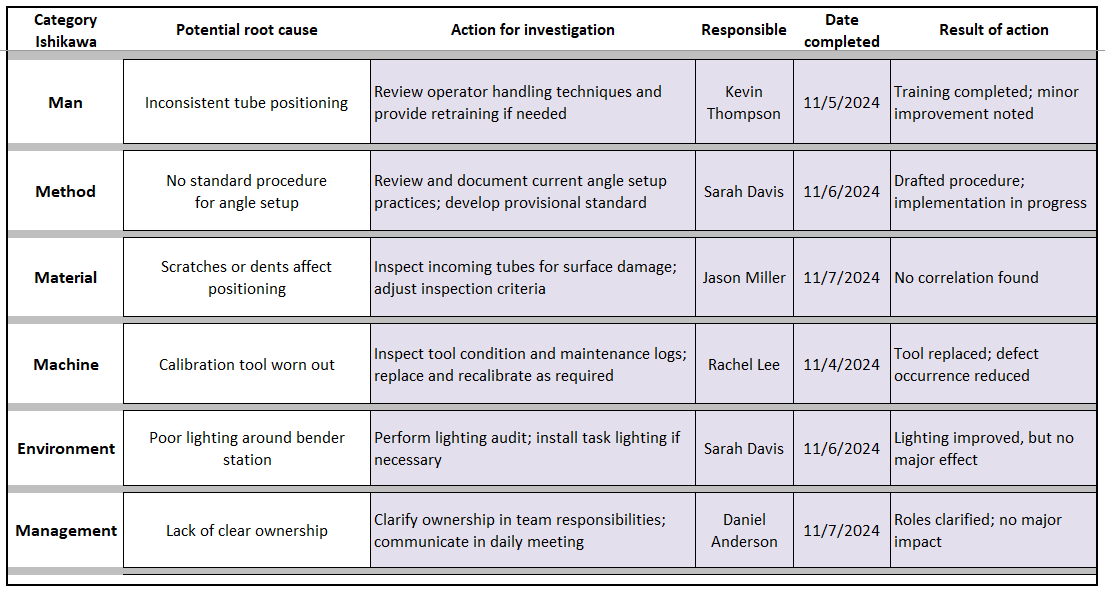 Category
Ishikawa
Potential root cause
Action for investigation
Responsible
Date
completed
Result of action
Man
Inconsistent tube positioning
Review operator handling techniques and
provide retraining if needed
Kevin
Thompson
11/5/2024
Training completed; minor
improvement noted
Method
No standard procedure
for angle setup
Review and document current angle setup
practices; develop provisional standard
Sarah Davis
11/6/2024
Drafted procedure;
implementation in progress
Material
Scratches or dents affect
positioning
Inspect incoming tubes for surface damage;
adjust inspection criteria
Jason Miller
11/7/2024
No correlation found
Machine
Calibration tool worn out
Inspect tool condition and maintenance logs;
replace and recalibrate as required
Rachel Lee
11/4/2024
Tool replaced; defect
occurrence reduced
Environment
Poor lighting around bender
station
Perform lighting audit; install task lighting if
necessary
Sarah Davis
11/6/2024
Lighting improved, but no
major effect
Management
Lack of clear ownership
Clarify ownership in team responsibilities;
communicate in daily meeting
Daniel
Anderson
11/7/2024
Roles clarified; no major
impact